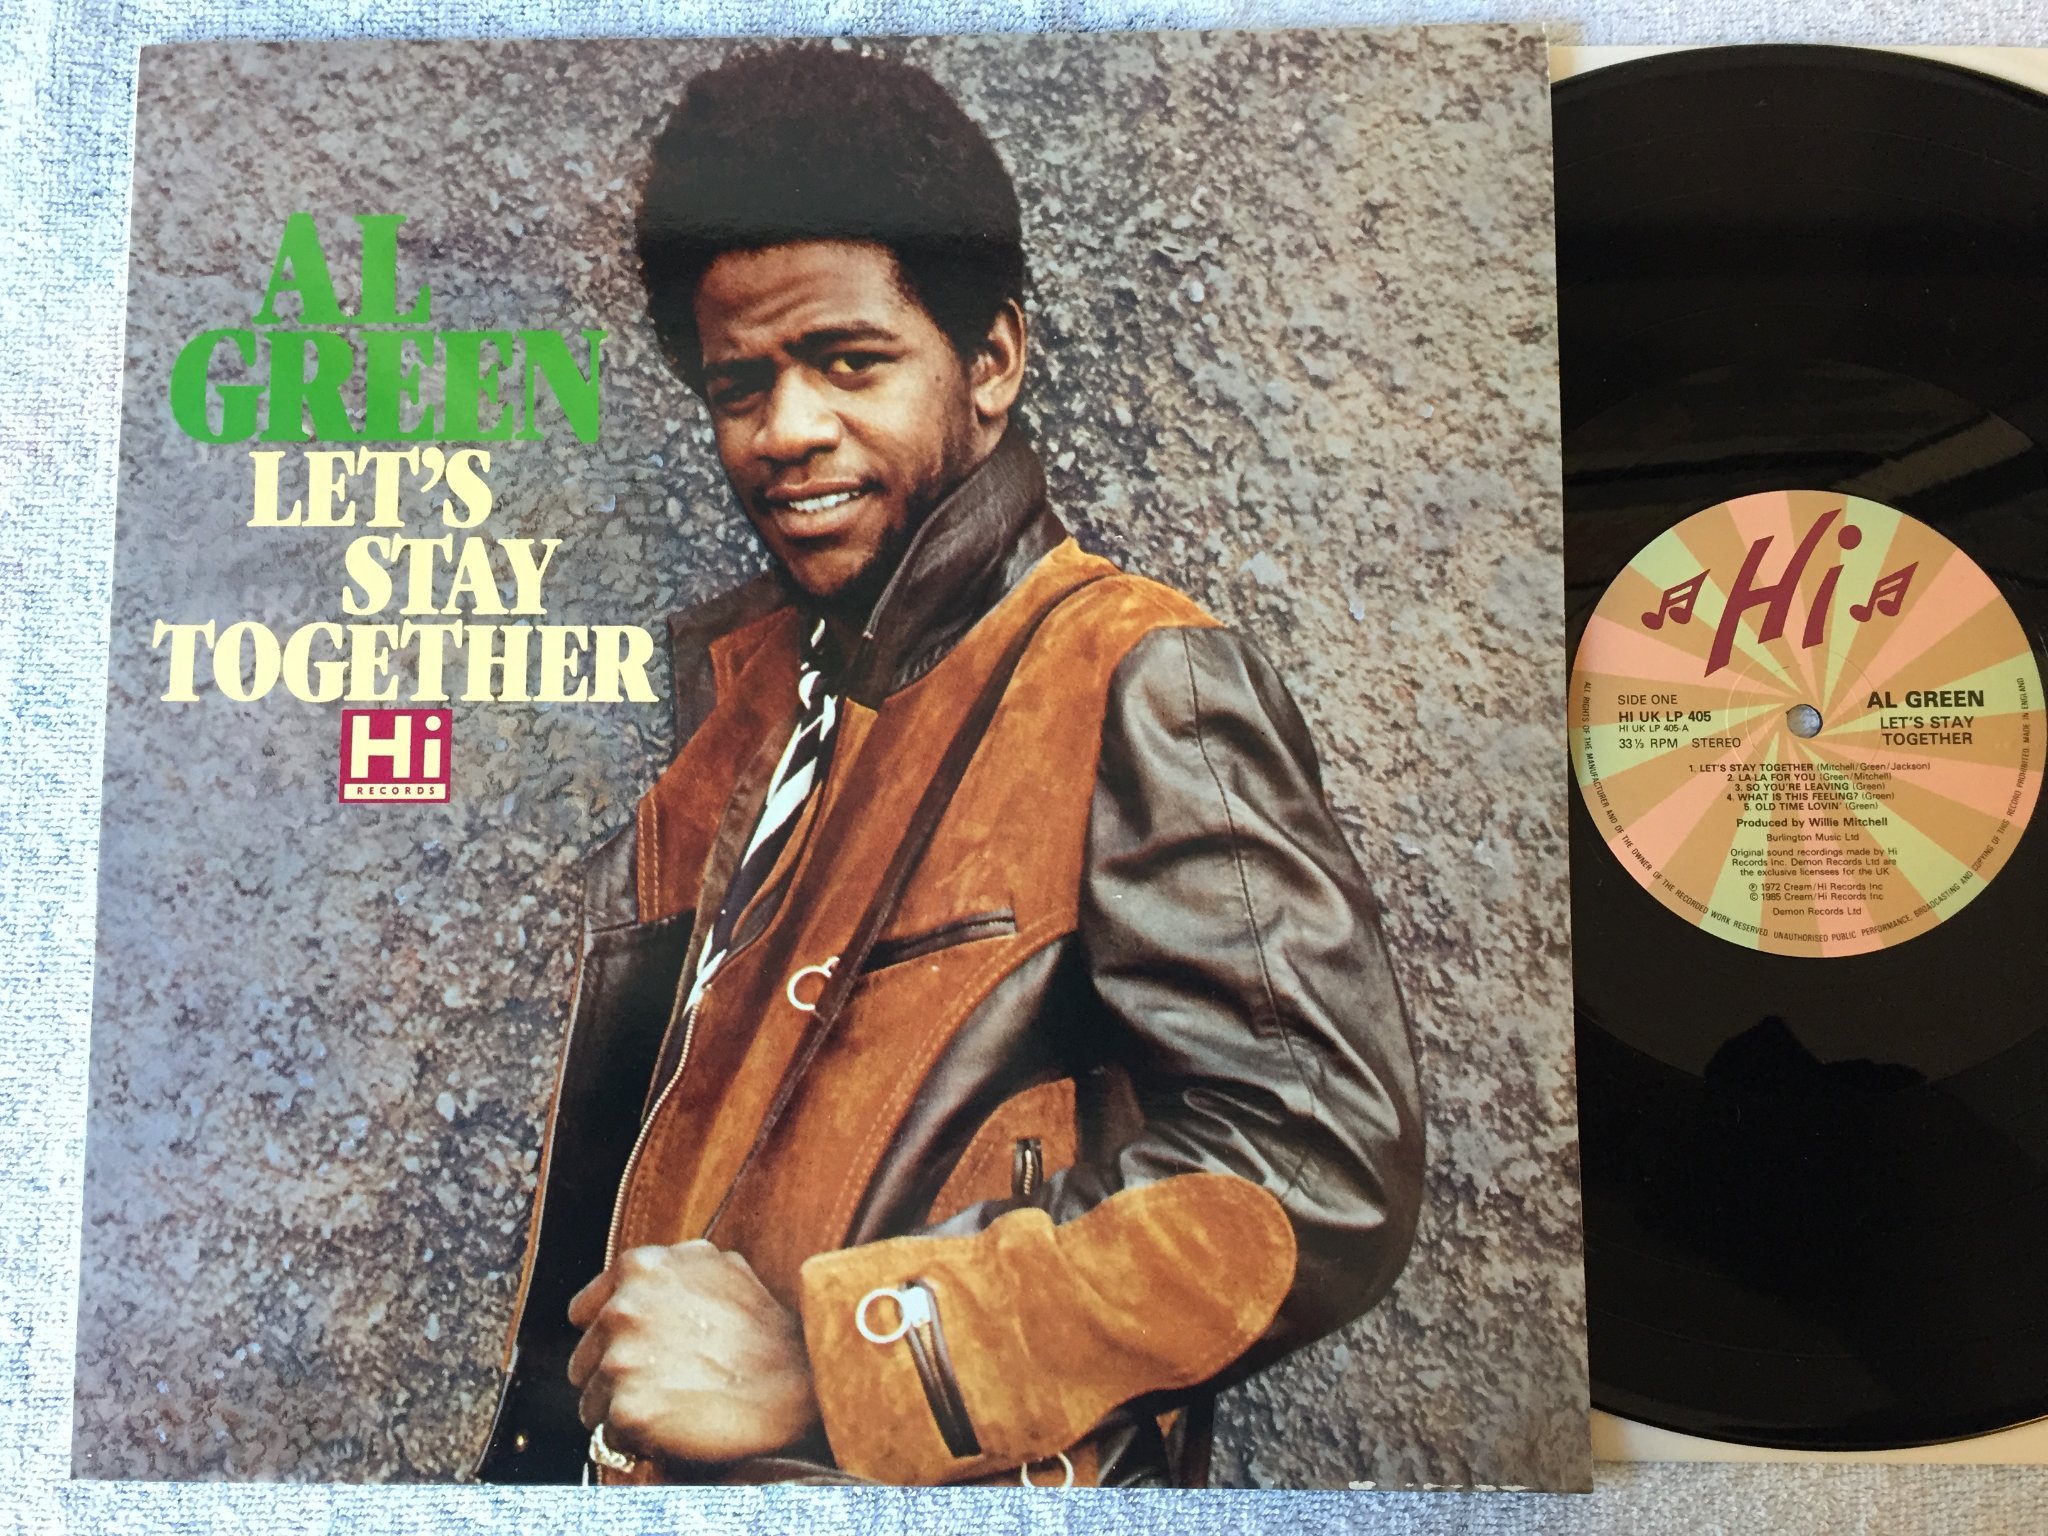 AL
GREEN
LET'S
STAY
TOGETHER
Hi
RECORDS
Hi
SIDE ONE
HI UK LP 405
HI UK LP 405-A
33⅓ RPM STEREO
AL GREEN
LET'S STAY
TOGETHER
1. LET'S STAY TOGETHER (Mitchell/Green/Jackson)
2. LA-LA FOR YOU (Green/Mitchell)
3. SO YOU'RE LEAVING (Green)
4. WHAT IS THIS FEELING? (Green)
5. OLD TIME LOVIN' (Green)
Produced by Willie Mitchell
Burlington Music Ltd
Original sound recordings made by Hi
Records Inc. Demon Records Ltd are
the exclusive licensees for the UK
℗ 1972 Cream/Hi Records Inc
© 1985 Cream/Hi Records Inc
Demon Records Ltd
ALL RIGHTS OF THE MANUFACTURER AND OF THE OWNER OF THE RECORDED WORK RESERVED. UNAUTHORISED PUBLIC PERFORMANCE, BROADCASTING AND COPYING OF THIS RECORD PROHIBITED. MADE IN ENGLAND